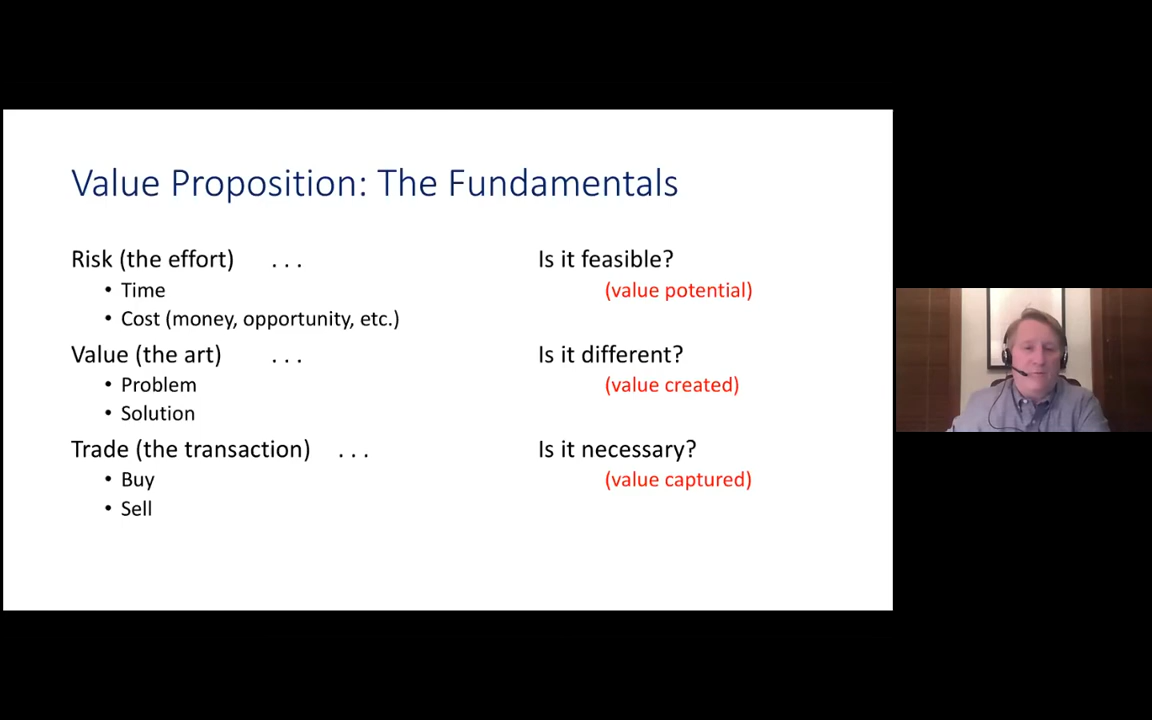 Value Proposition: The Fundamentals
Risk (the effort) . . . Is it feasible?
• Time (value potential)
• Cost (money, opportunity, etc.)
Value (the art) . . . Is it different?
• Problem (value created)
• Solution
Trade (the transaction) . . . Is it necessary?
• Buy (value captured)
• Sell